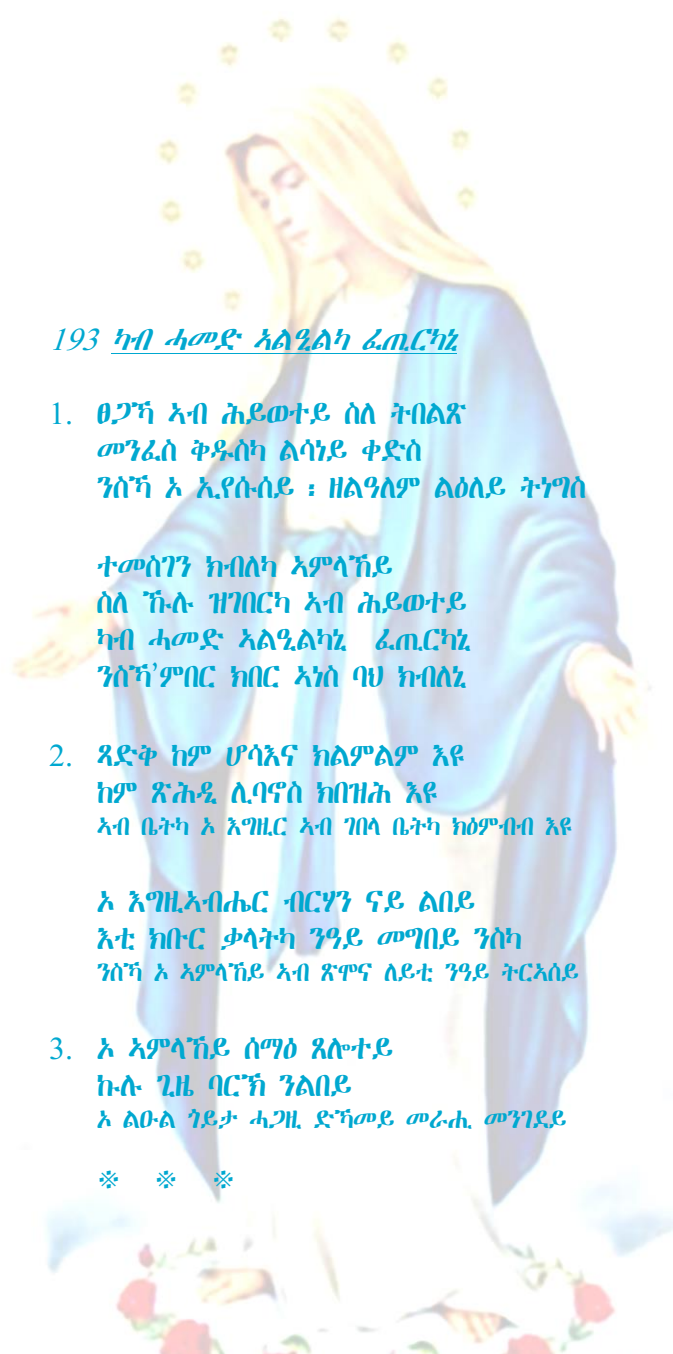 193 ካብ ሓመድ ኣልዒልካ ፈጢርካኒ
1. ፀጋኻ ኣብ ሕይወተይ ስለ ትበልጽ
መንፈስ ቅዱስካ ልሳነይ ቀድስ
ንስኻ ኦ ኢየሱሰይ ፡ ዘልዓለም ልዕለይ ትነግስ
ተመስገን ክብለካ ኣምላኸይ
ስለ ኹሉ ዝገበርካ ኣብ ሕይወተይ
ካብ ሓመድ ኣልዒልካኒ ፈጢርካኒ
ንስኻ’ምበር ክበር ኣነስ ባህ ክብለኒ
2. ጻድቅ ከም ሆሳእና ክልምልም እዩ
ከም ጽሕዲ ሊባኖስ ክበዝሕ እዩ
ኣብ ቤትካ ኦ እግዚር ኣብ ገበላ ቤትካ ክዕምብብ እዩ
ኦ እግዚኣብሔር ብርሃን ናይ ልበይ
እቲ ክቡር ቃላትካ ንዓይ መግበይ ንስካ
ንስኻ ኦ ኣምላኸይ ኣብ ጽሞና ለይቲ ንዓይ ትርኣሰይ
3. ኦ ኣምላኸይ ሰማዕ ጸሎተይ
ኩሉ ጊዜ ባርኽ ንልበይ
ኦ ልዑል ጎይታ ሓጋዚ ድኻመይ መራሒ መንገደይ
※ ※ ※